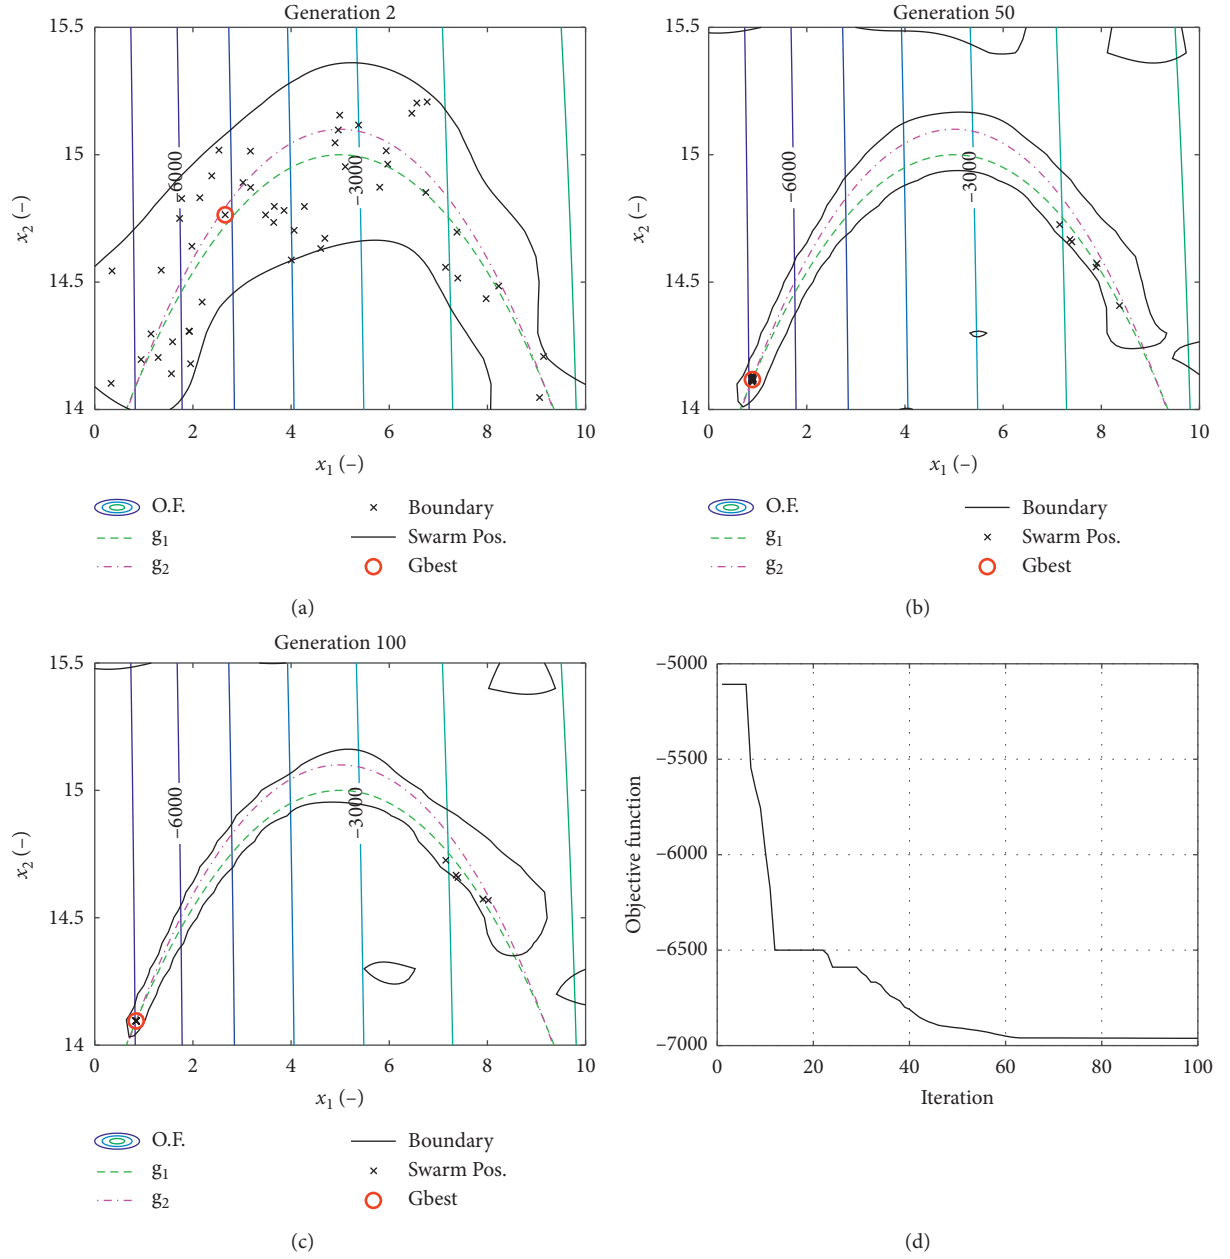 Generation 2
15.5
15
14.5
14
x2 (–)
–6000
–3000
0
2
4
6
8
10
x1 (–)
O.F.
g1
g2
Boundary
Swarm Pos.
Gbest
(a)
Generation 50
15.5
15
14.5
14
x2 (–)
–6000
–3000
0
2
4
6
8
10
x1 (–)
O.F.
g1
g2
Boundary
Swarm Pos.
Gbest
(b)
Generation 100
15.5
15
14.5
14
x2 (–)
–6000
–3000
0
2
4
6
8
10
x1 (–)
O.F.
g1
g2
Boundary
Swarm Pos.
Gbest
(c)
–5000
–5500
–6000
–6500
–7000
Objective function
0
20
40
60
80
100
Iteration
(d)